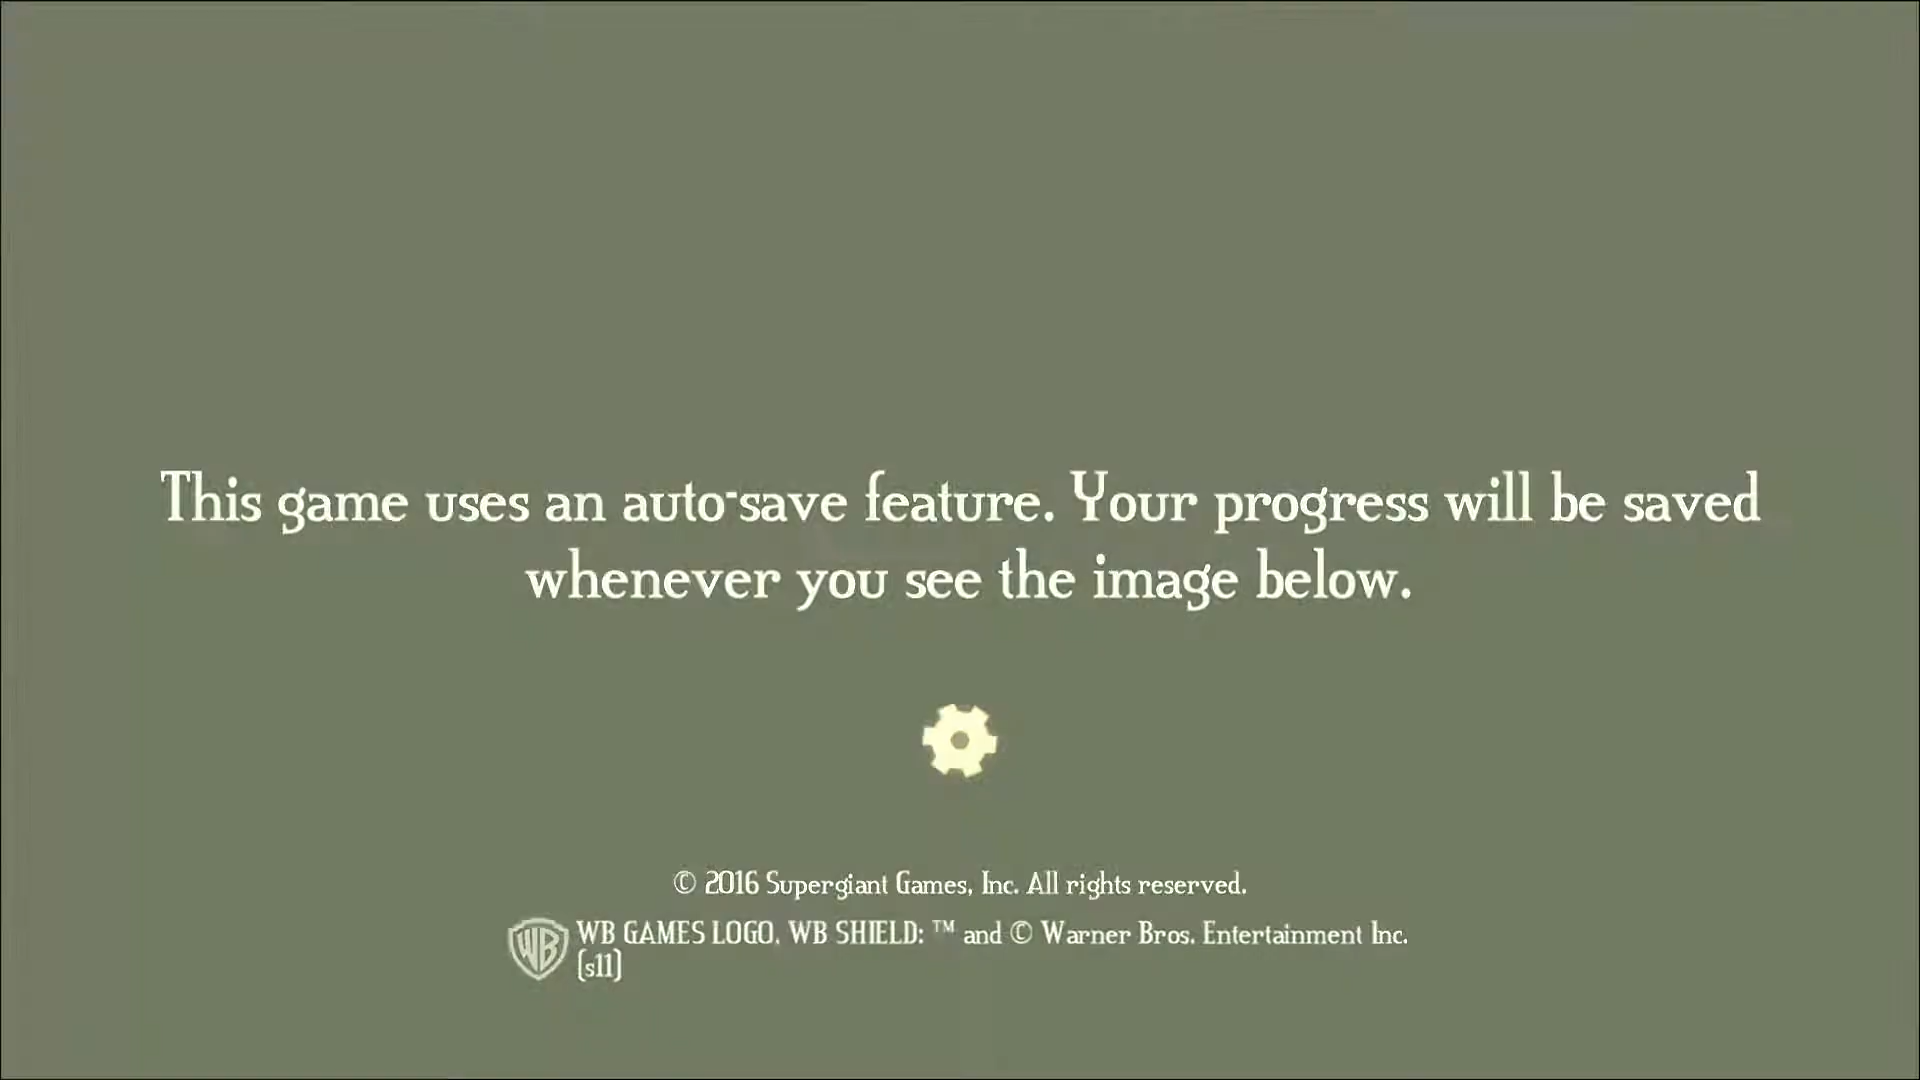 This game uses an auto-save feature. Your progress will be saved
whenever you see the image below.
© 2016 Supergiant Games, Inc. All rights reserved.
WB
WB GAMES LOGO, WB SHIELD: ™ and © Warner Bros. Entertainment Inc.
(s11)